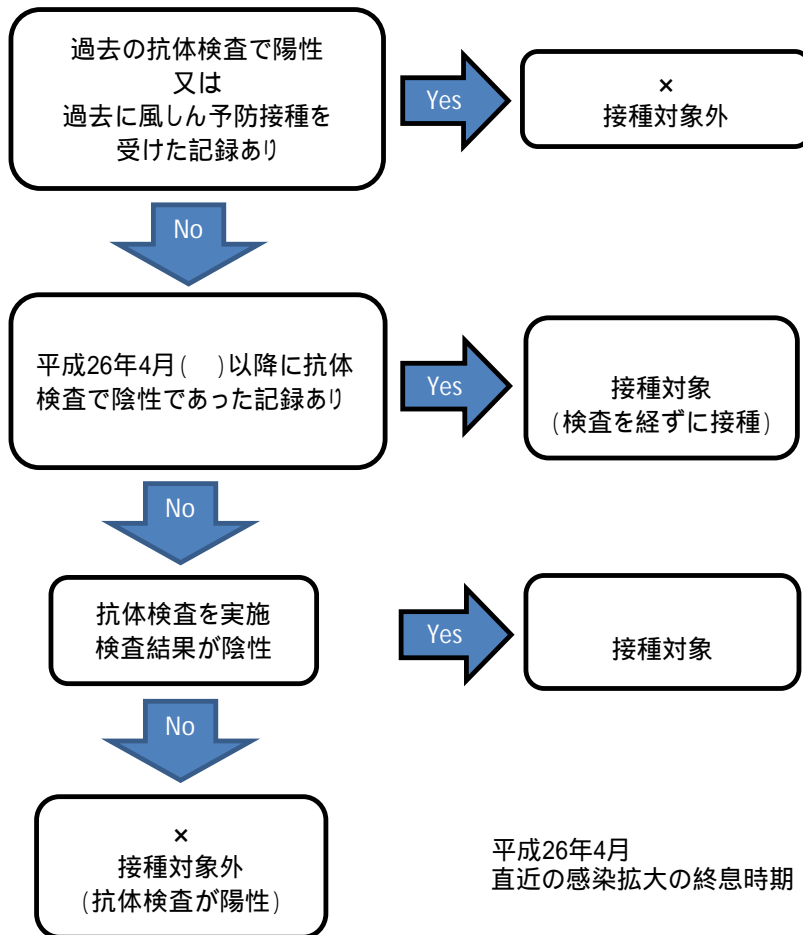 過去の抗体検査で陽性
又は
過去に風しん予防接種を
受けた記録あり
Yes
×
接種対象外
No
平成26年4月(　)以降に抗体
検査で陰性であった記録あり
Yes
接種対象
(検査を経ずに接種)
No
抗体検査を実施
検査結果が陰性
Yes
接種対象
No
×
接種対象外
(抗体検査が陽性)
平成26年4月
直近の感染拡大の終息時期